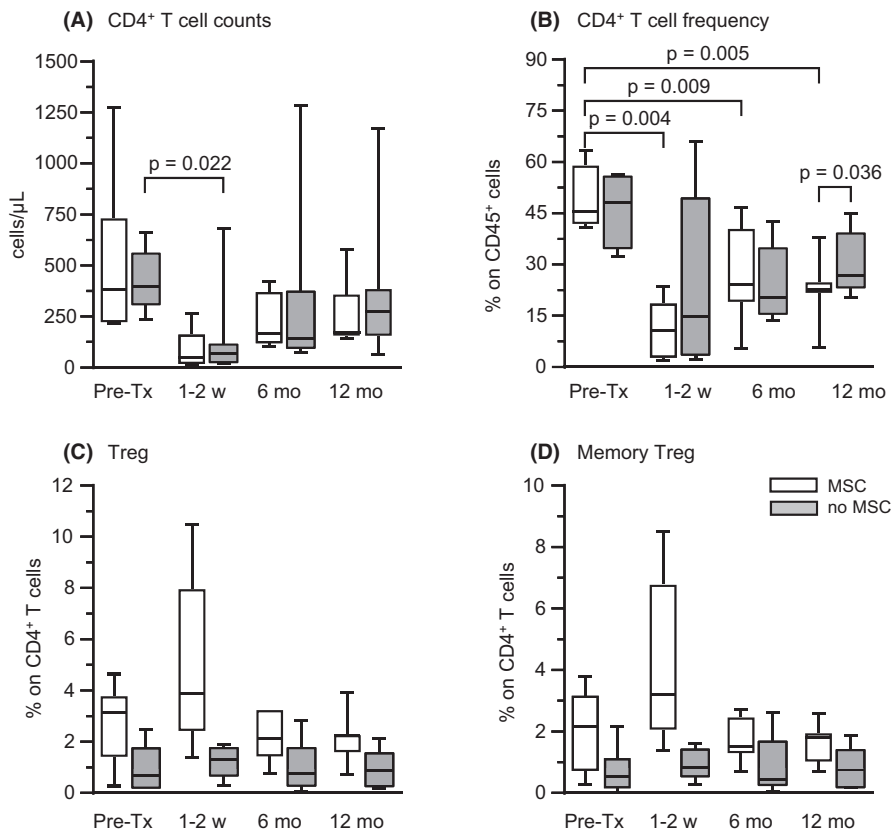 (A) CD4⁺ T cell counts
1500
1250
1000
750
500
250
0
cells/µL
p = 0.022
Pre-Tx 1-2 w 6 mo 12 mo
(B) CD4⁺ T cell frequency
90
75
60
45
30
15
0
% on CD45⁺ cells
p = 0.005
p = 0.009
p = 0.004
p = 0.036
Pre-Tx 1-2 w 6 mo 12 mo
(C) Treg
12
10
8
6
4
2
0
% on CD4⁺ T cells
Pre-Tx 1-2 w 6 mo 12 mo
(D) Memory Treg
10
8
6
4
2
0
% on CD4⁺ T cells
MSC
no MSC
Pre-Tx 1-2 w 6 mo 12 mo